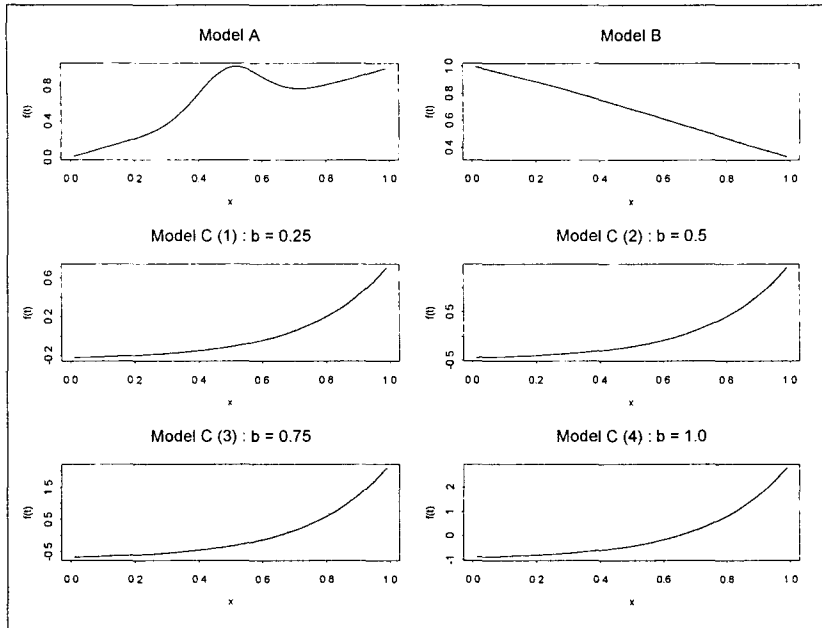 Model A
Model B
f(t)
0.0 0.4 0.8
0.0 0.2 0.4 0.6 0.8 1.0
x
f(t)
0.4 0.6 0.8 1.0
0.0 0.2 0.4 0.6 0.8 1.0
x
Model C (1) : b = 0.25
Model C (2) : b = 0.5
f(t)
-0.2 0.2 0.6
0.0 0.2 0.4 0.6 0.8 1.0
x
f(t)
-0.5 0.5
0.0 0.2 0.4 0.6 0.8 1.0
x
Model C (3) : b = 0.75
Model C (4) : b = 1.0
f(t)
-0.5 0.5 1.5
0.0 0.2 0.4 0.6 0.8 1.0
x
f(t)
-1 0 1 2
0.0 0.2 0.4 0.6 0.8 1.0
x